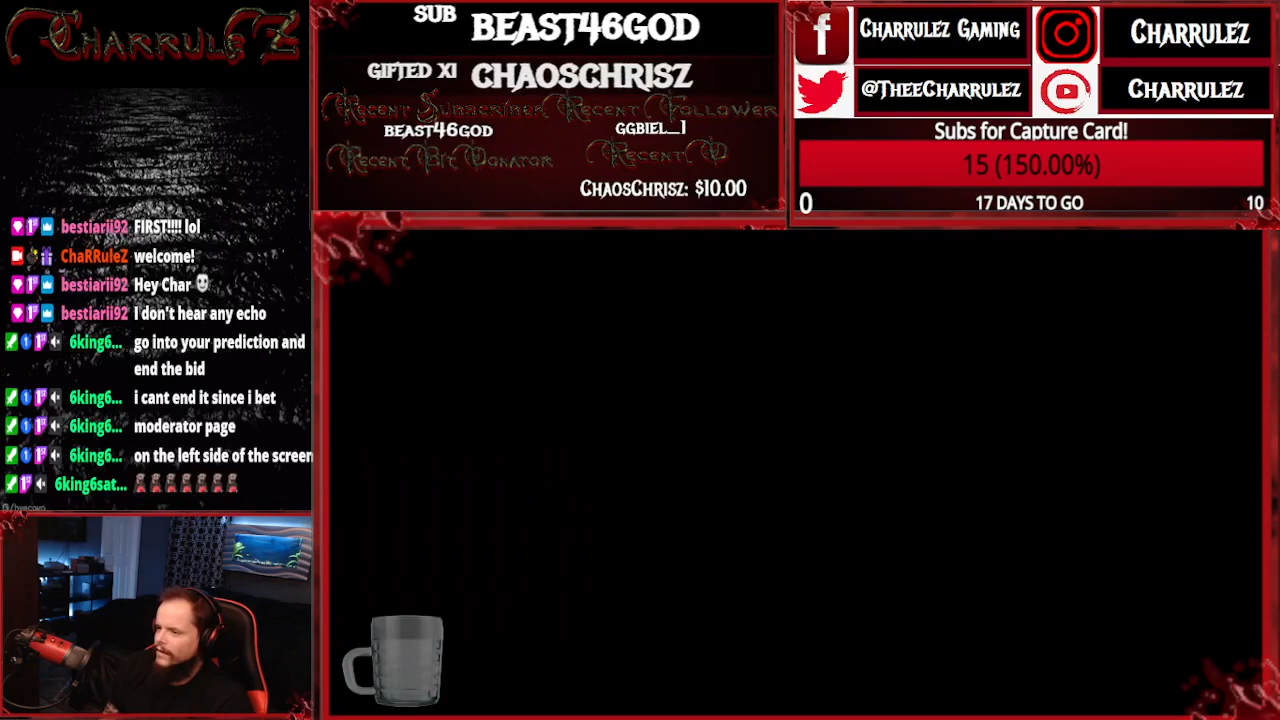 CHARRULEZ
bestiarii92 FIRST!!!! lol
ChaRRuleZ welcome!
bestiarii92 Hey Char
bestiarii92 I don't hear any echo
6king6... go into your prediction and
end the bid
6king6... i cant end it since i bet
6king6... moderator page
6king6... on the left side of the screen
6king6sat...
SUB BEAST46GOD
GIFTED X1 CHAOSCHRISZ
Recent Subscriber Recent Follower
BEAST46GOD GGBIEL_1
Recent Bit Donator Recent D
ChaosChrisz: $10.00
Charrulez Gaming
Charrulez
@TheeCharrulez
Charrulez
Subs for Capture Card!
15 (150.00%)
0 17 DAYS TO GO 10